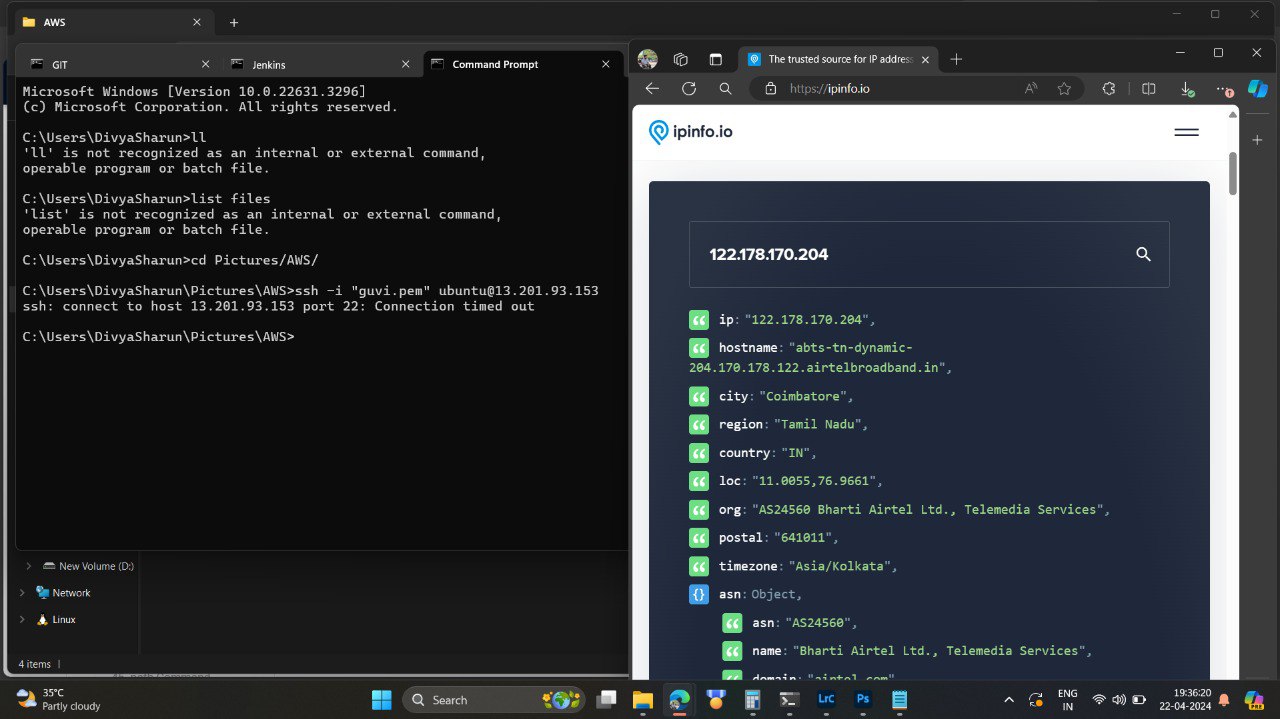 AWS
GIT
Jenkins
Command Prompt
Microsoft Windows [Version 10.0.22631.3296]
(c) Microsoft Corporation. All rights reserved.
C:\Users\DivyaSharun>ll
'll' is not recognized as an internal or external command,
operable program or batch file.
C:\Users\DivyaSharun>list files
'list' is not recognized as an internal or external command,
operable program or batch file.
C:\Users\DivyaSharun>cd Pictures/AWS/
C:\Users\DivyaSharun\Pictures\AWS>ssh -i "guvi.pem" ubuntu@13.201.93.153
ssh: connect to host 13.201.93.153 port 22: Connection timed out
C:\Users\DivyaSharun\Pictures\AWS>
New Volume (D:)
Network
Linux
4 items
The trusted source for IP address
https://ipinfo.io
ipinfo.io
122.178.170.204
ip: "122.178.170.204",
hostname: "abts-tn-dynamic-
204.170.178.122.airtelbroadband.in",
city: "Coimbatore",
region: "Tamil Nadu",
country: "IN",
loc: "11.0055,76.9661",
org: "AS24560 Bharti Airtel Ltd., Telemedia Services",
postal: "641011",
timezone: "Asia/Kolkata",
{} asn: Object,
asn: "AS24560",
name: "Bharti Airtel Ltd., Telemedia Services",
domain: "airtel.com"
35°C
Partly cloudy
Search
LrC
Ps
ENG
IN
19:36:20
22-04-2024
PRE